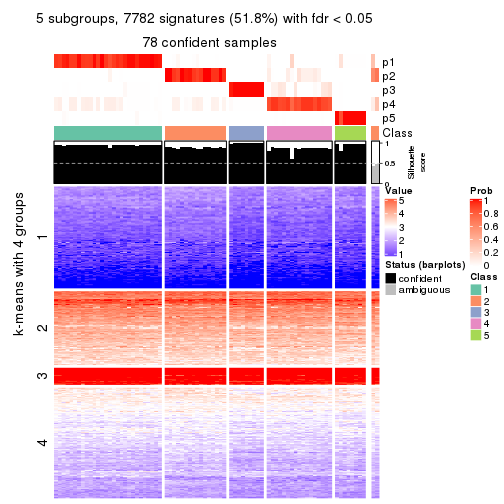 5 subgroups, 7782 signatures (51.8%) with fdr < 0.05
78 confident samples
p1
p2
p3
p4
p5
Class
1
0.5
0
Silhouette
score
k-means with 4 groups
1
2
3
4
Value
5
4
3
2
1
Status (barplots)
confident
ambiguous
Prob
1
0.8
0.6
0.4
0.2
0
Class
1
2
3
4
5